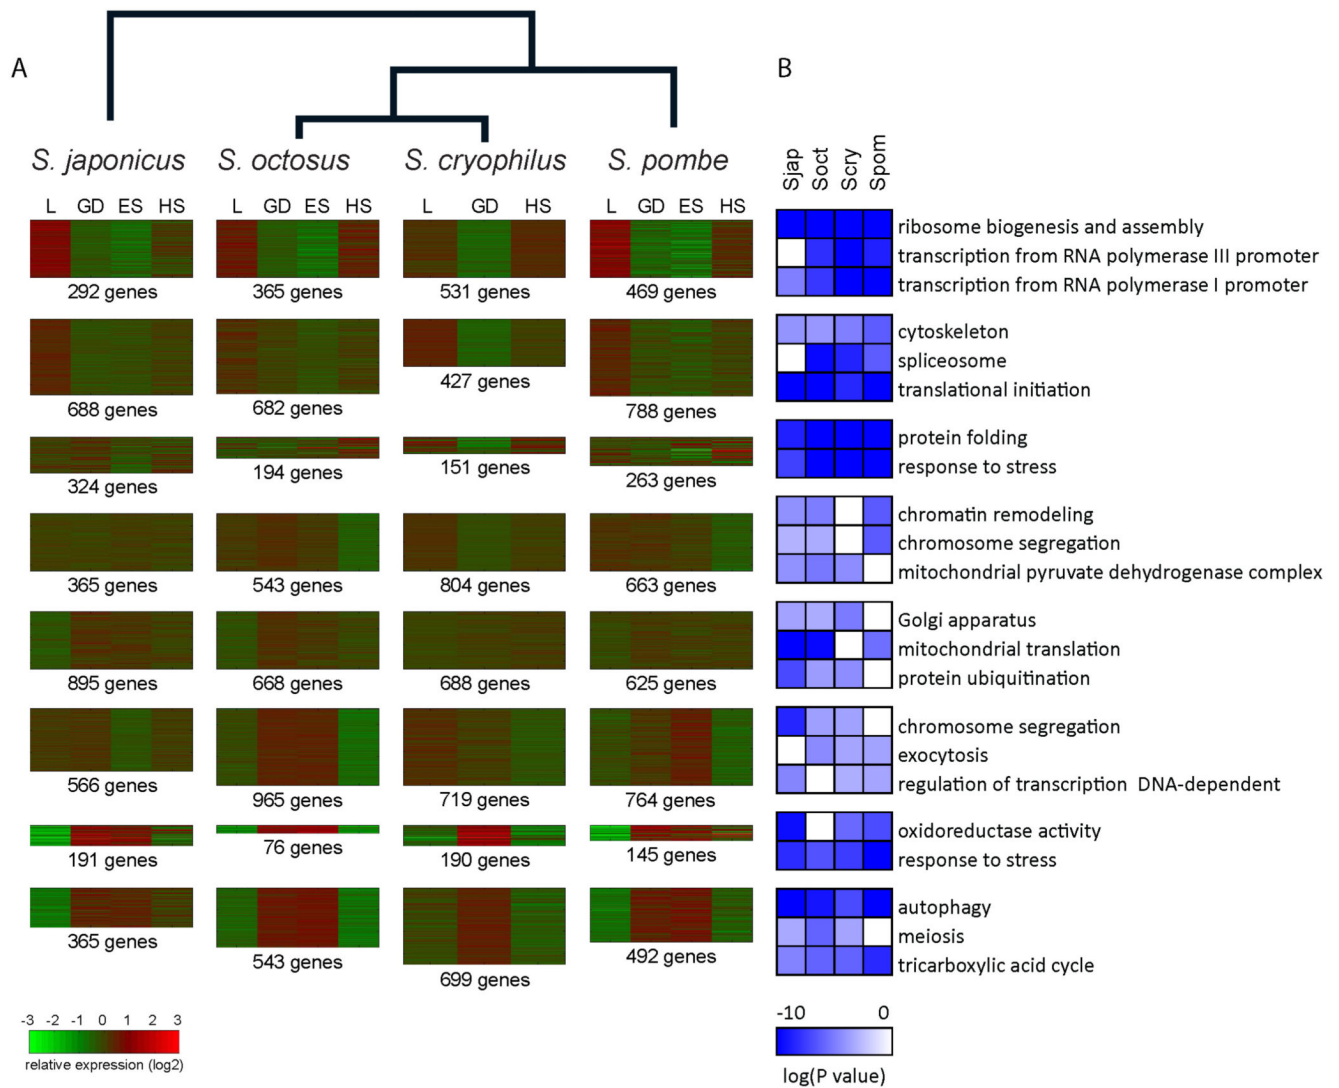 A
B
S. japonicus S. octosus S. cryophilus S. pombe
Sjap Soct Scry Spom
L GD ES HS L GD ES HS L GD HS L GD ES HS
292 genes 365 genes 531 genes 469 genes
ribosome biogenesis and assembly
transcription from RNA polymerase III promoter
transcription from RNA polymerase I promoter
688 genes 682 genes 427 genes 788 genes
cytoskeleton
spliceosome
translational initiation
324 genes 194 genes 151 genes 263 genes
protein folding
response to stress
365 genes 543 genes 804 genes 663 genes
chromatin remodeling
chromosome segregation
mitochondrial pyruvate dehydrogenase complex
895 genes 668 genes 688 genes 625 genes
Golgi apparatus
mitochondrial translation
protein ubiquitination
566 genes 965 genes 719 genes 764 genes
chromosome segregation
exocytosis
regulation of transcription DNA-dependent
191 genes 76 genes 190 genes 145 genes
oxidoreductase activity
response to stress
365 genes 543 genes 699 genes 492 genes
autophagy
meiosis
tricarboxylic acid cycle
-3 -2 -1 0 1 2 3
relative expression (log2)
-10 0
log(P value)